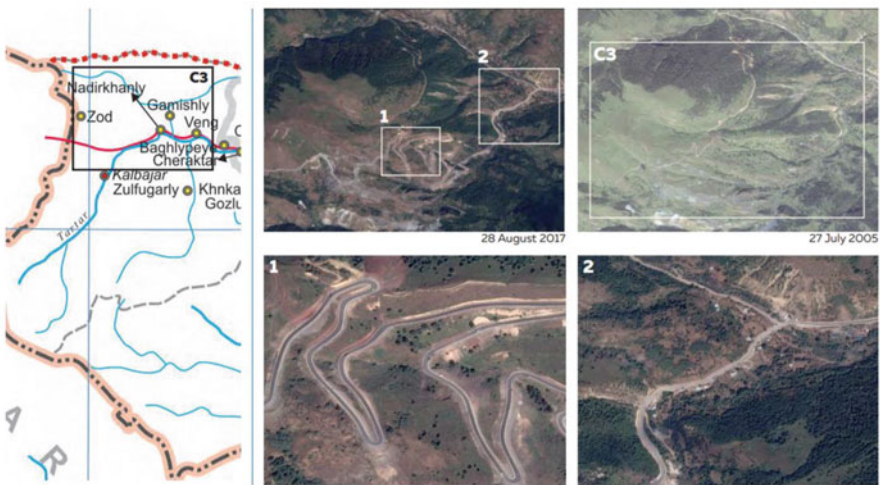 C3
Nadirkhanly
Gamishly
Zod
Veng
Baghlypeye
Cheraktar
Kalbajar
Zulfugarly
Khnka
Gozlu
Tartar
A
R
1
2
28 August 2017
C3
27 July 2005
1
2